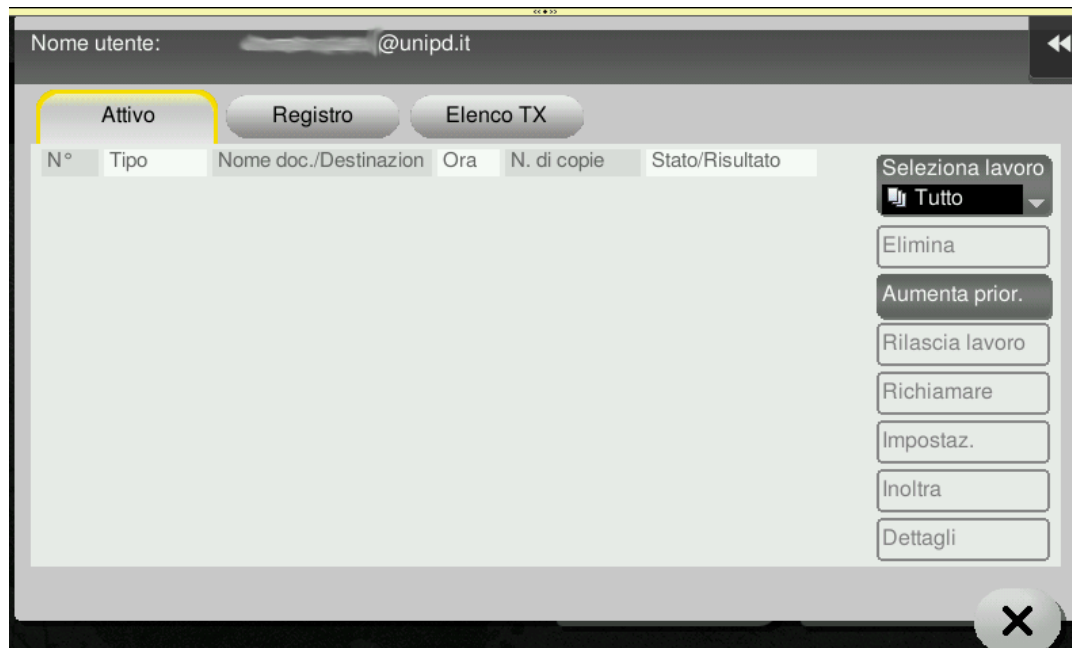 Nome utente: @unipd.it
Attivo Registro Elenco TX
N° Tipo Nome doc./Destinazion Ora N. di copie Stato/Risultato
Seleziona lavoro
Tutto
Elimina
Aumenta prior.
Rilascia lavoro
Richiamare
Impostaz.
Inoltra
Dettagli